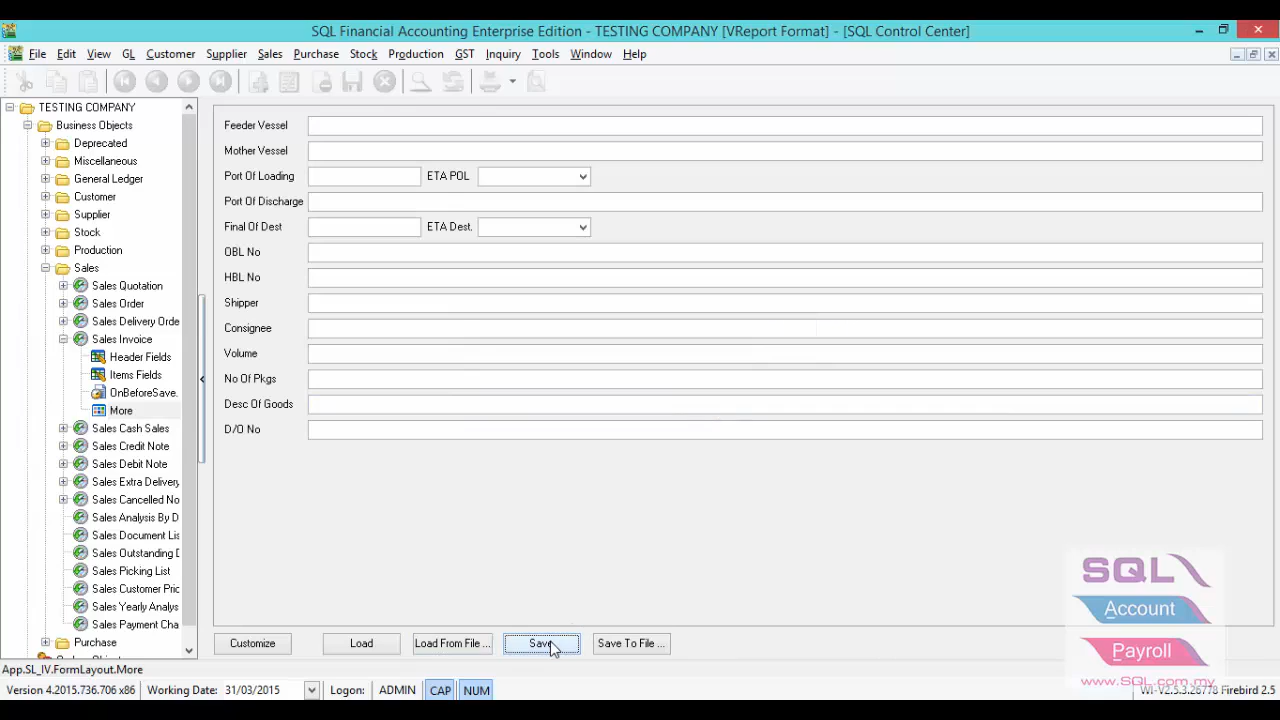 SQL Financial Accounting Enterprise Edition - TESTING COMPANY [VReport Format] - [SQL Control Center]
File Edit View GL Customer Supplier Sales Purchase Stock Production GST Inquiry Tools Window Help
TESTING COMPANY
Business Objects
Deprecated
Miscellaneous
General Ledger
Customer
Supplier
Stock
Production
Sales
Sales Quotation
Sales Order
Sales Delivery Orde
Sales Invoice
Header Fields
Items Fields
OnBeforeSave.
More
Sales Cash Sales
Sales Credit Note
Sales Debit Note
Sales Extra Delivery
Sales Cancelled No
Sales Analysis By D
Sales Document Lis
Sales Outstanding D
Sales Picking List
Sales Customer Pric
Sales Yearly Analys
Sales Payment Cha
Purchase
Feeder Vessel
Mother Vessel
Port Of Loading ETA POL
Port Of Discharge
Final Of Dest ETA Dest.
OBL No
HBL No
Shipper
Consignee
Volume
No Of Pkgs
Desc Of Goods
D/O No
Customize Load Load From File ... Save Save To File ...
SQL
Account
Payroll
www.SQL.com.my
App.SL_IV.FormLayout.More
Version 4.2015.736.706 x86 Working Date: 31/03/2015 Logon: ADMIN CAP NUM WI-V2.5.3.26778 Firebird 2.5